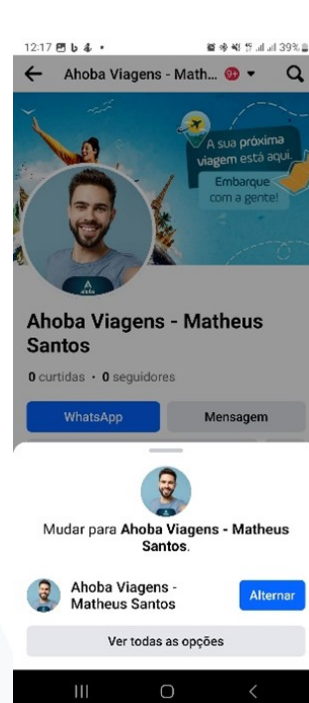 12:17
39%
Ahoba Viagens - Math... 9+
A sua próxima
viagem está aqui.
Embarque
com a gente!
Ahoba Viagens - Matheus
Santos
0 curtidas • 0 seguidores
WhatsApp
Mensagem
Mudar para Ahoba Viagens - Matheus
Santos.
Ahoba Viagens -
Matheus Santos
Alternar
Ver todas as opções